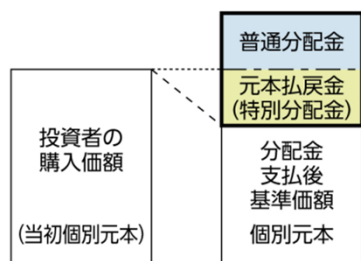 普通分配金
元本払戻金
(特別分配金)
投資者の
購入価額
(当初個別元本)
分配金
支払後
基準価額
個別元本